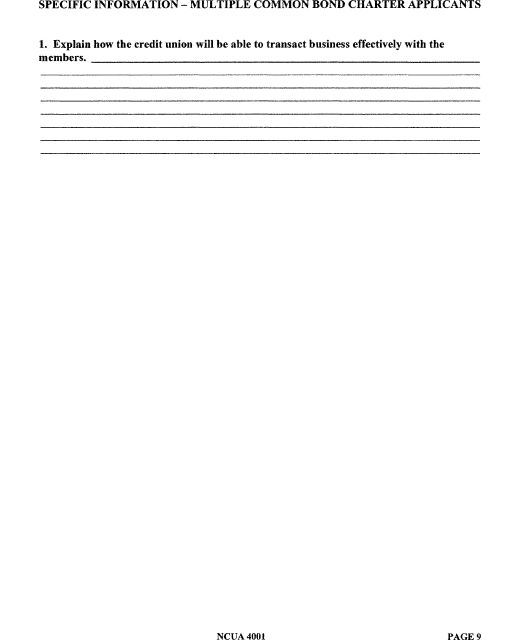 SPECIFIC INFORMATION – MULTIPLE COMMON BOND CHARTER APPLICANTS
1. Explain how the credit union will be able to transact business effectively with the
members.
NCUA 4001 PAGE 9